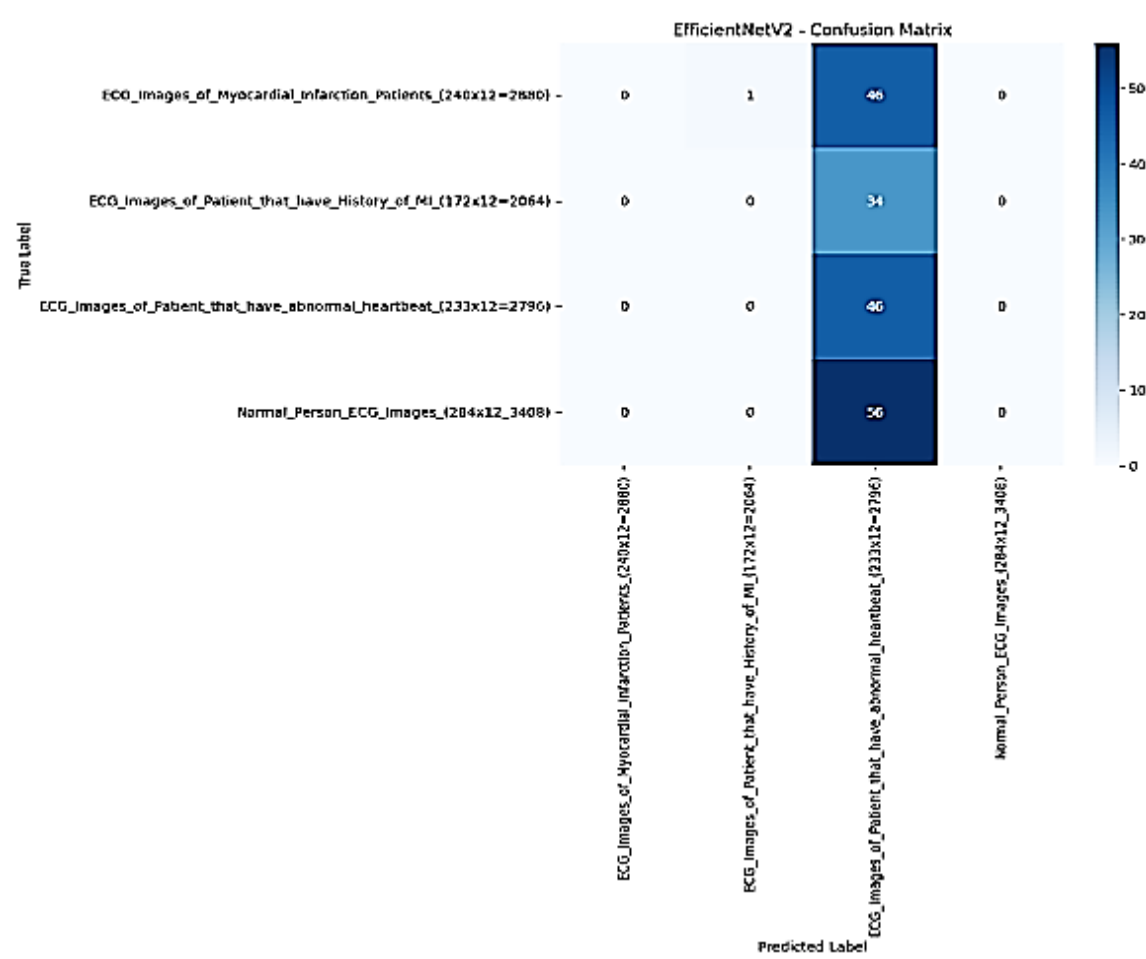 EfficientNetV2 - Confusion Matrix
ECG_Images_of_Myocardial_Infarction_Patients_(240x12=2880)
0 1 46 0
ECG_Images_of_Patient_that_have_History_of_MI_(172x12=2064)
0 0 34 0
ECG_Images_of_Patient_that_have_abnormal_heartbeat_(233x12=2796)
0 0 46 0
Normal_Person_ECG_Images_(284x12_3408)
0 0 56 0
True Label
50
40
30
20
10
0
ECG_Images_of_Myocardial_Infarction_Patients_(240x12=2880)
ECG_Images_of_Patient_that_have_History_of_MI_(172x12=2064)
ECG_Images_of_Patient_that_have_abnormal_heartbeat_(233x12=2796)
Normal_Person_ECG_Images_(284x12_3408)
Predicted Label